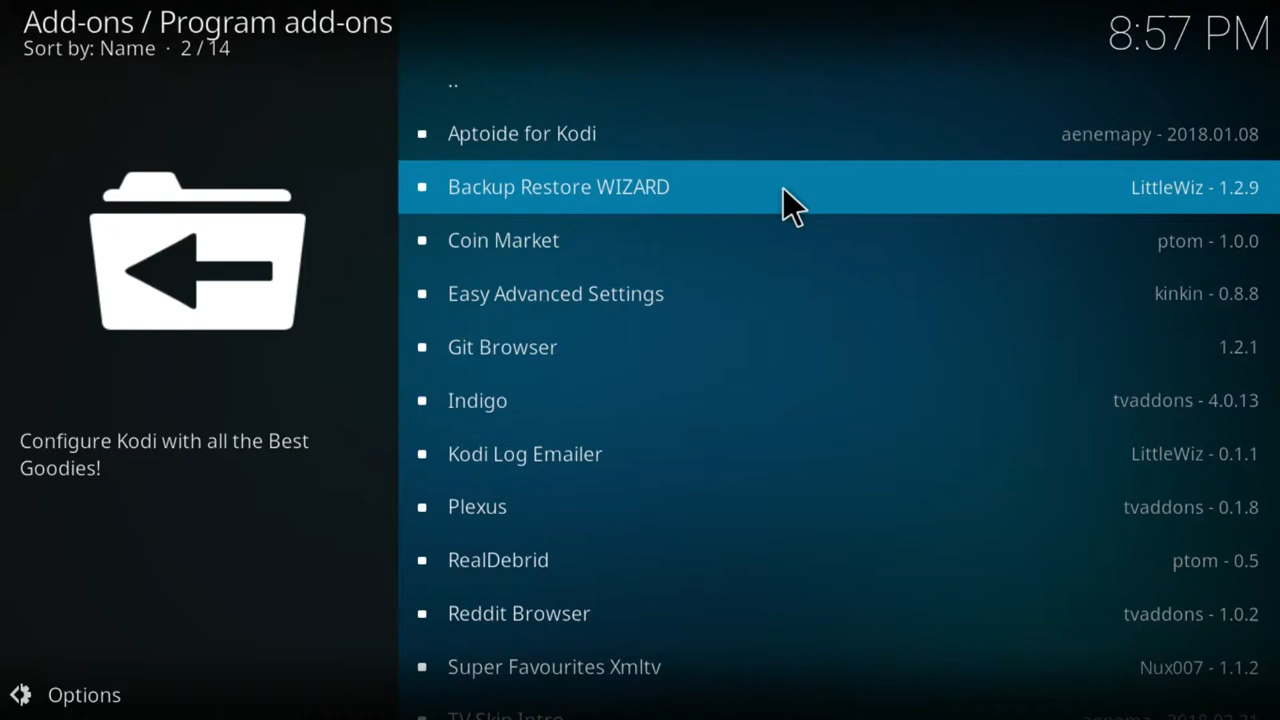 Add-ons / Program add-ons
Sort by: Name · 2 / 14
8:57 PM
..
Aptoide for Kodi aenemapy - 2018.01.08
Backup Restore WIZARD LittleWiz - 1.2.9
Coin Market ptom - 1.0.0
Easy Advanced Settings kinkin - 0.8.8
Git Browser 1.2.1
Indigo tvaddons - 4.0.13
Configure Kodi with all the Best
Goodies!
Kodi Log Emailer LittleWiz - 0.1.1
Plexus tvaddons - 0.1.8
RealDebrid ptom - 0.5
Reddit Browser tvaddons - 1.0.2
Super Favourites Xmltv Nux007 - 1.1.2
Options
TV Skin Intro